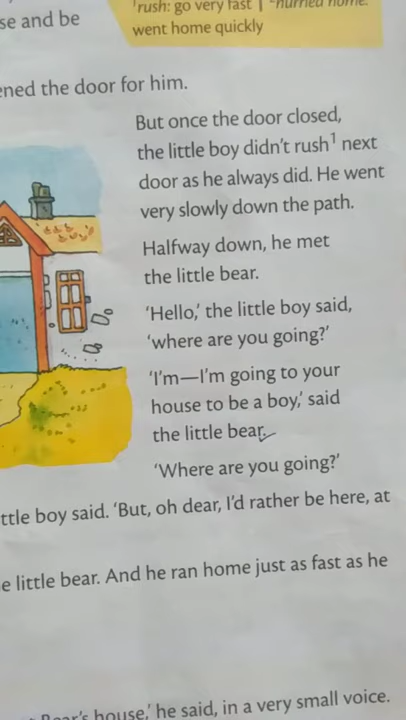 ¹rush: go very fast | ²hurried home:
went home quickly
se and be
ened the door for him.
But once the door closed,
the little boy didn't rush¹ next
door as he always did. He went
very slowly down the path.
Halfway down, he met
the little bear.
‘Hello,’ the little boy said,
‘where are you going?’
‘I'm—I'm going to your
house to be a boy,’ said
the little bear.
‘Where are you going?’
ttle boy said. ‘But, oh dear, I'd rather be here, at
e little bear. And he ran home just as fast as he
Bear's house,’ he said, in a very small voice.